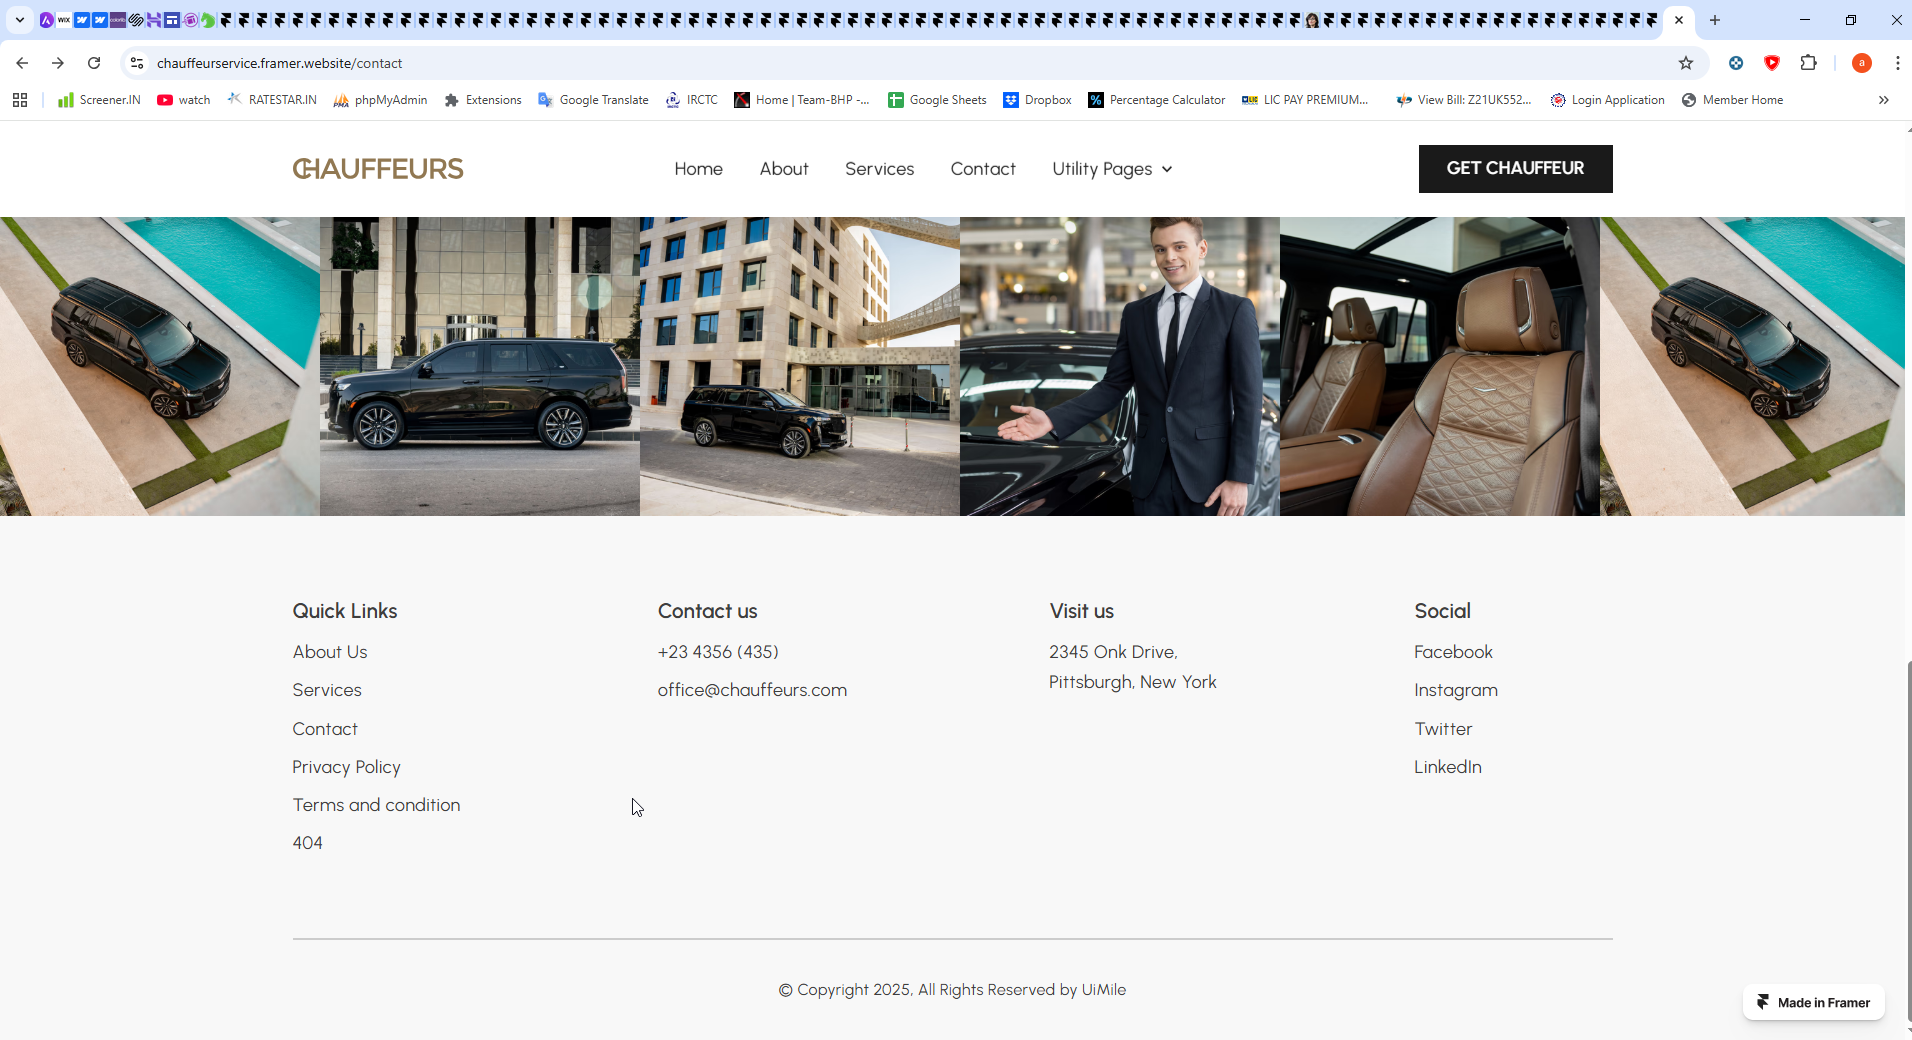 WIX
chauffeurservice.framer.website/contact
a
Screener.IN
watch
RATESTAR.IN
PMA
phpMyAdmin
Extensions
Google Translate
IRCTC
Home | Team-BHP -...
Google Sheets
Dropbox
%
Percentage Calculator
LIC PAY PREMIUM...
View Bill: Z21UK552...
Login Application
Member Home
CHAUFFEURS
Home
About
Services
Contact
Utility Pages
GET CHAUFFEUR
Quick Links
About Us
Services
Contact
Privacy Policy
Terms and condition
404
Contact us
+23 4356 (435)
office@chauffeurs.com
Visit us
2345 Onk Drive,
Pittsburgh, New York
Social
Facebook
Instagram
Twitter
LinkedIn
© Copyright 2025, All Rights Reserved by UiMile
Made in Framer